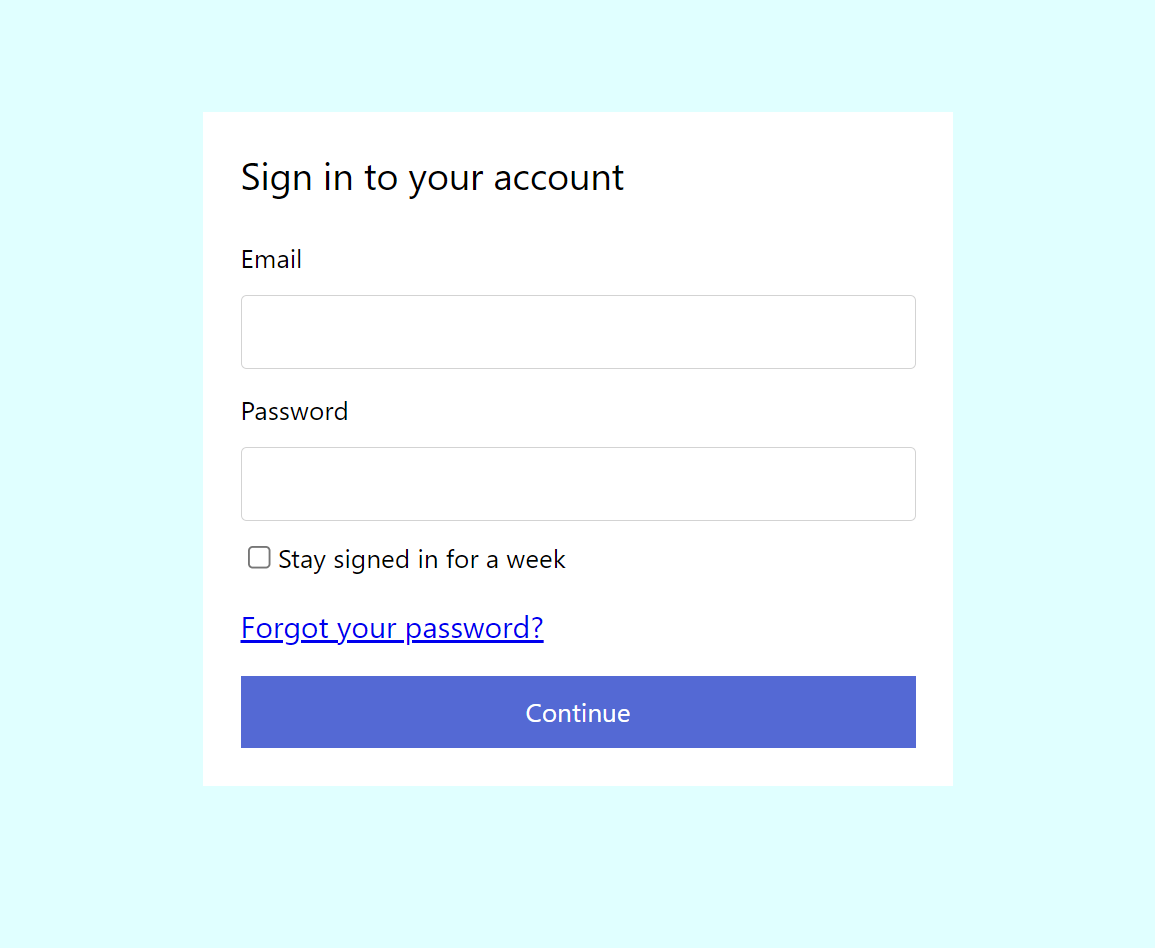 Sign in to your account
Email
Password
Stay signed in for a week
Forgot your password?
Continue